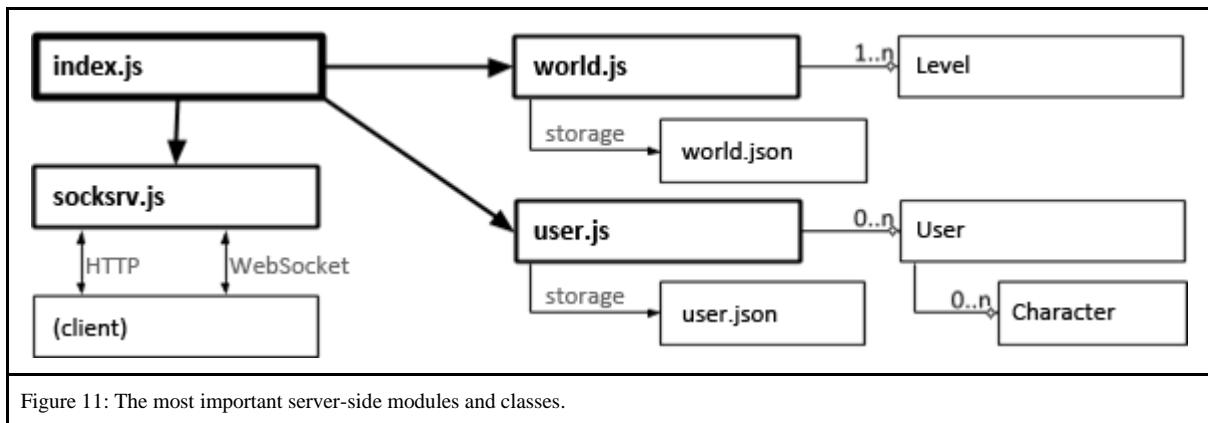 index.js
world.js
1..n
Level
storage
world.json
socksrv.js
user.js
0..n
User
HTTP
WebSocket
storage
user.json
0..n
Character
(client)
Figure 11: The most important server-side modules and classes.